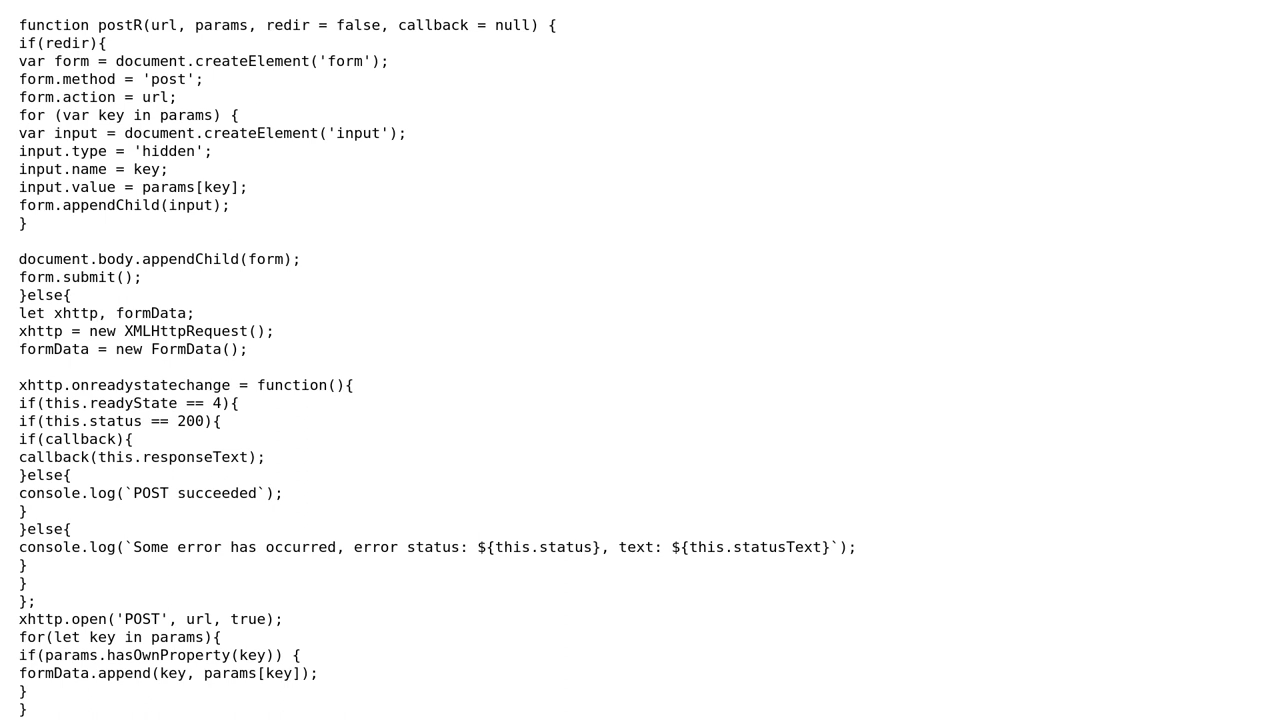 function postR(url, params, redir = false, callback = null) {
if(redir){
var form = document.createElement('form');
form.method = 'post';
form.action = url;
for (var key in params) {
var input = document.createElement('input');
input.type = 'hidden';
input.name = key;
input.value = params[key];
form.appendChild(input);
}

document.body.appendChild(form);
form.submit();
}else{
let xhttp, formData;
xhttp = new XMLHttpRequest();
formData = new FormData();

xhttp.onreadystatechange = function(){
if(this.readyState == 4){
if(this.status == 200){
if(callback){
callback(this.responseText);
}else{
console.log(`POST succeeded`);
}
}else{
console.log(`Some error has occurred, error status: ${this.status}, text: ${this.statusText}`);
}
}
};
xhttp.open('POST', url, true);
for(let key in params){
if(params.hasOwnProperty(key)) {
formData.append(key, params[key]);
}
}